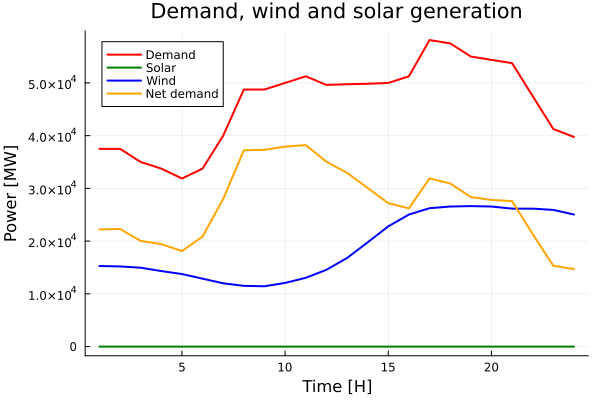 Demand, wind and solar generation
Demand
Solar
Wind
Net demand
Power [MW]
5.0×10⁴
4.0×10⁴
3.0×10⁴
2.0×10⁴
1.0×10⁴
0
5 10 15 20
Time [H]